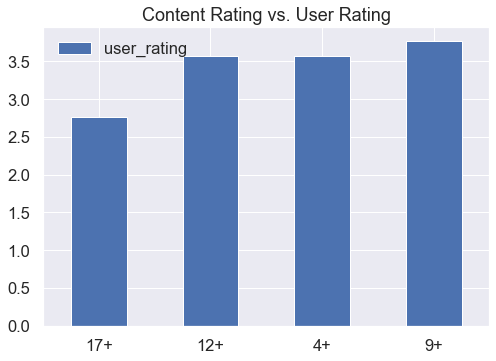 Content Rating vs. User Rating
user_rating
3.5
3.0
2.5
2.0
1.5
1.0
0.5
0.0
17+ 12+ 4+ 9+